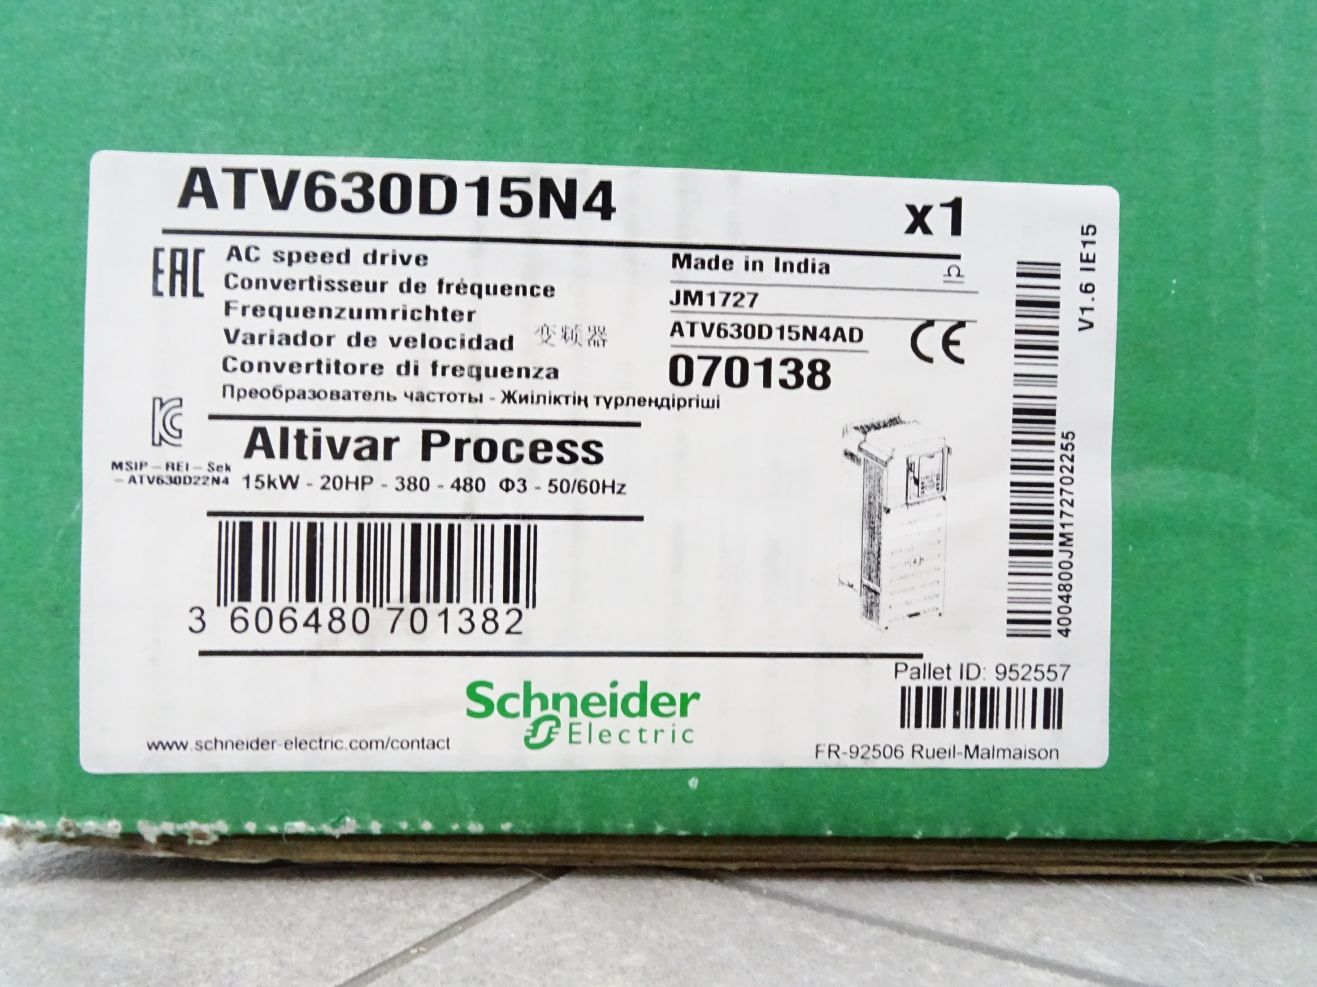 ATV630D15N4
x1
EAC
AC speed drive
Convertisseur de fréquence
Frequenzumrichter
Variador de velocidad 变频器
Convertitore di frequenza
Преобразователь частоты - Жиіліктің түрлендіргіші
Made in India
JM1727
ATV630D15N4AD
070138
CE
V1.6 IE15
MSIP-REI-Sek
-ATV630D22N4
Altivar Process
15kW - 20HP - 380 - 480 Ф3 - 50/60Hz
3 606480 701382
4004800JM172702255
Pallet ID: 952557
Schneider
Electric
www.schneider-electric.com/contact
FR-92506 Rueil-Malmaison